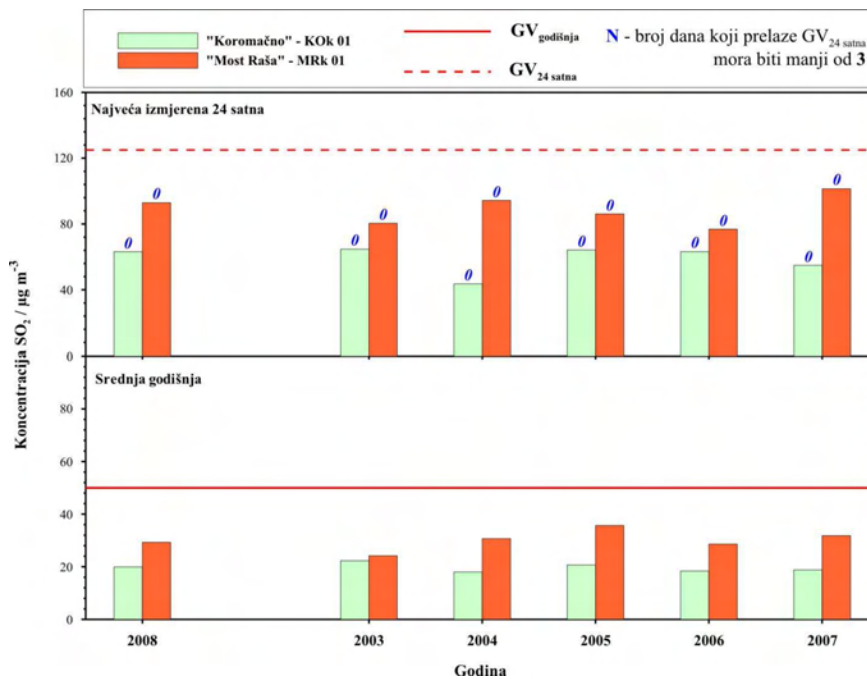 "Koromačno" - KOk 01
"Most Raša" - MRk 01
GVgodišnja
GV24 satna
N - broj dana koji prelaze GV24 satna
mora biti manji od 3
Koncentracija SO2 / µg m-3
Najveća izmjerena 24 satna
160
120
80
40
0
0 0 0 0 0 0 0 0 0 0 0 0
Srednja godišnja
80
60
40
20
0
2008 2003 2004 2005 2006 2007
Godina